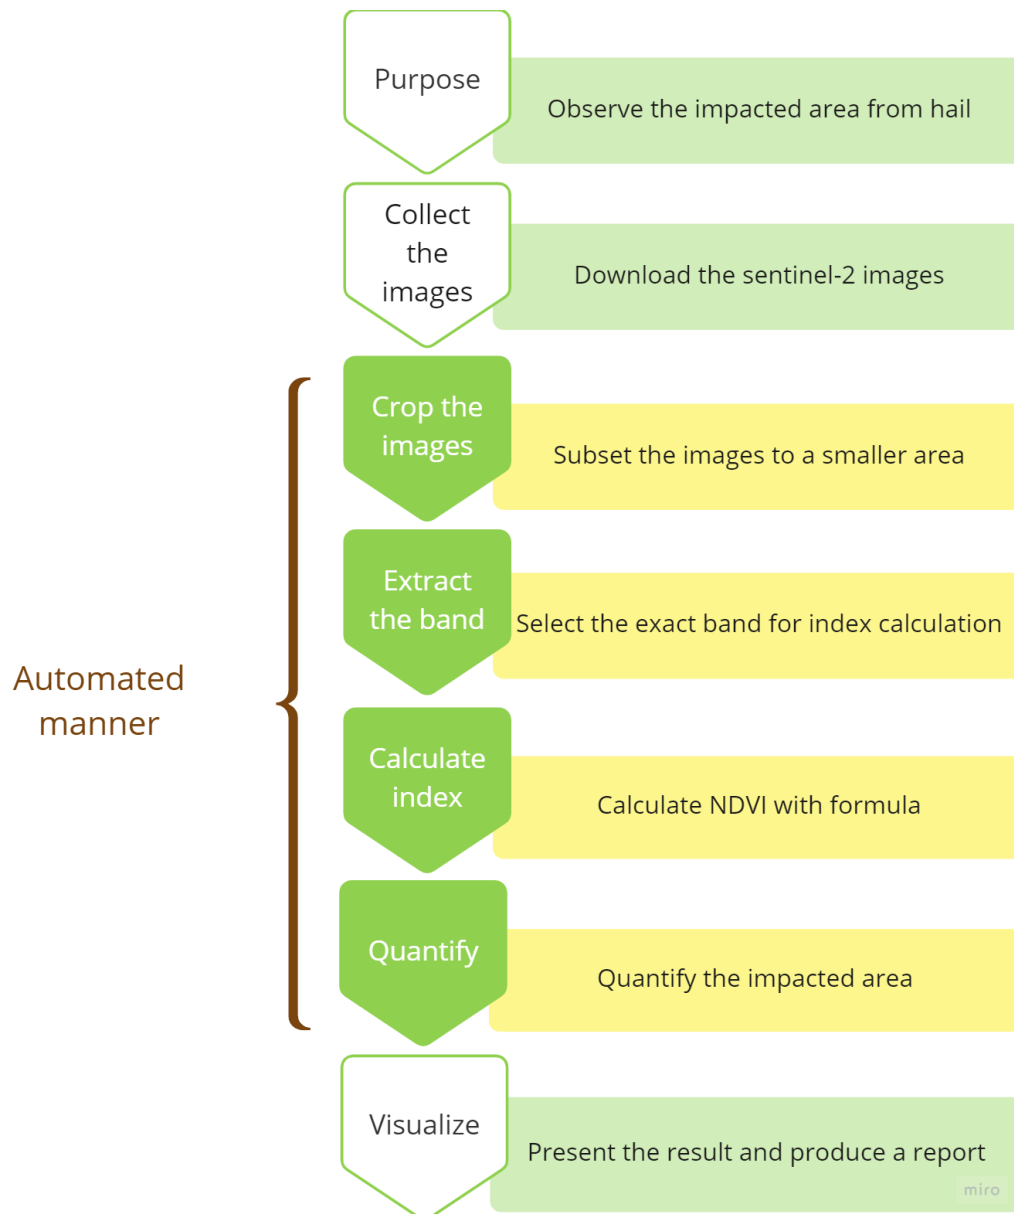 Purpose
Observe the impacted area from hail
Collect
the
images
Download the sentinel-2 images
Crop the
images
Subset the images to a smaller area
Extract
the band
Select the exact band for index calculation
Automated
manner
Calculate
index
Calculate NDVI with formula
Quantify
Quantify the impacted area
Visualize
Present the result and produce a report
miro